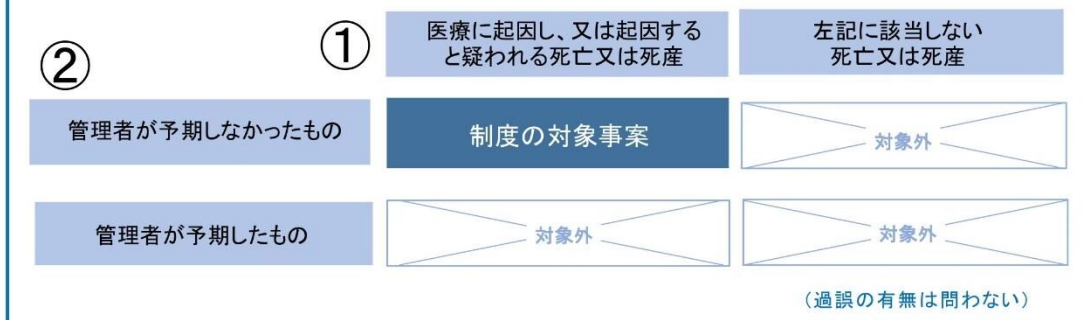 ②
①
医療に起因し、又は起因する
と疑われる死亡又は死産
左記に該当しない
死亡又は死産
管理者が予期しなかったもの
制度の対象事案
対象外
管理者が予期したもの
対象外
対象外
（過誤の有無は問わない）